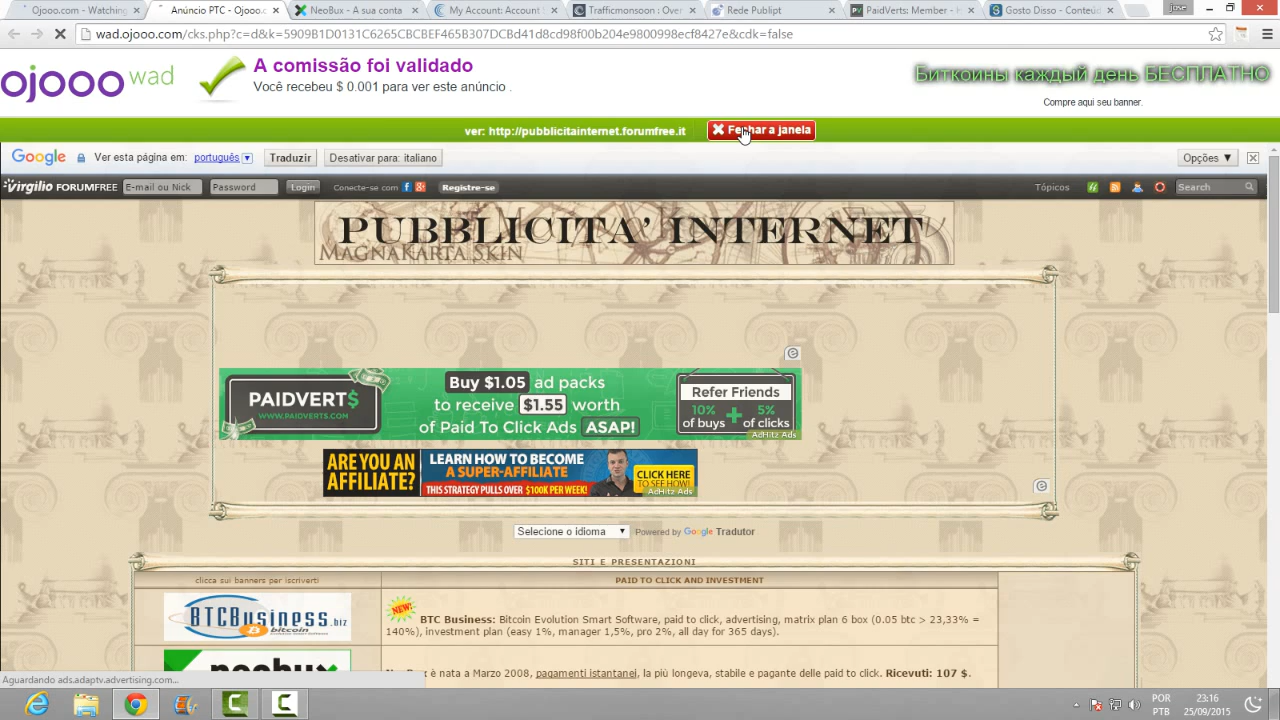 Ojooo.com - Watching
Anúncio PTC - Ojooo.c
NeoBux - A sua conta
My Account: Account
Trafficmonsoon : Over
Rede Publipt
PaidVerts: Member - H
Gosto Disso - Conteúd
wad.ojooo.com/cks.php?c=d&k=5909B1D0131C6265CBCBEF465B307DCBd41d8cd98f00b204e9800998ecf8427e&cdk=false
ojooo wad
A comissão foi validado
Você recebeu $ 0.001 para ver este anúncio .
Биткоины каждый день БЕСПЛАТНО
Compre aqui seu banner.
ver: http://pubblicitainternet.forumfree.it
Fechar a janela
Google
Ver esta página em: português
Traduzir
Desativar para: italiano
Opções
Virgilio FORUMFREE
E-mail ou Nick
Password
Login
Conecte-se com
Registre-se
Tópicos
Search
PUBBLICITA' INTERNET
MAGNAKARTA SKIN
PAIDVERT$
WWW.PAIDVERTS.COM
Buy $1.05 ad packs
to receive $1.55 worth
of Paid To Click Ads ASAP!
Refer Friends
10% + 5%
of buys of clicks
AdHitz Ads
ARE YOU AN
AFFILIATE?
LEARN HOW TO BECOME
A SUPER-AFFILIATE
THIS STRATEGY PULLS OVER $100K PER WEEK!
CLICK HERE
TO SEE HOW!
AdHitz Ads
Selecione o idioma
Powered by Google Tradutor
SITI E PRESENTAZIONI
clicca sui banners per iscriverti
PAID TO CLICK AND INVESTMENT
BTCBusiness.biz
bitcoin
NEW!
BTC Business: Bitcoin Evolution Smart Software, paid to click, advertising, matrix plan 6 box (0.05 btc > 23,33% =
140%), investment plan (easy 1%, manager 1,5%, pro 2%, all day for 365 days).
neobux
NeoBux è nata a Marzo 2008, pagamenti istantanei, la più longeva, stabile e pagante delle paid to click. Ricevuti: 107 $.
Aguardando ads.adaptv.advertising.com...
POR
PTB
23:16
25/09/2015